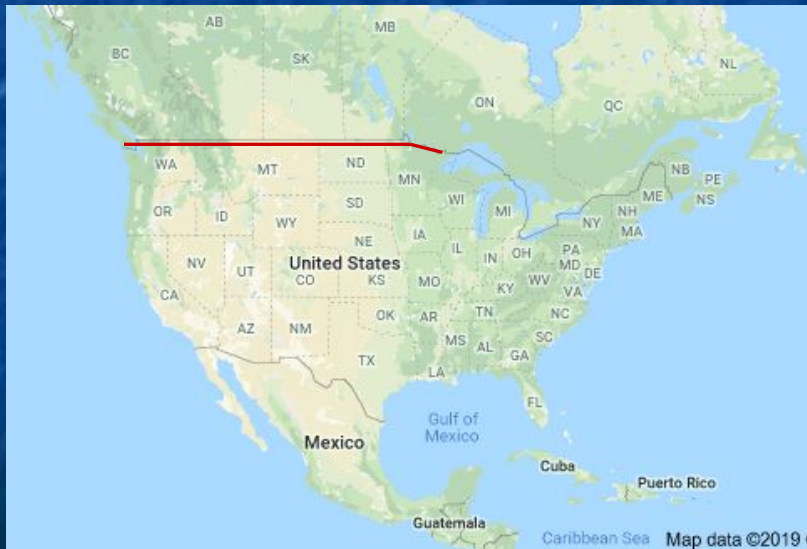 AB
MB
BC
SK
NL
ON
QC
WA
MT
ND
MN
NB
PE
ME
NS
OR
ID
SD
WI
MI
NH
WY
NY
MA
IA
NE
IL
IN
OH
PA
MD
NV
UT
United States
CO
KS
MO
WV
DE
KY
VA
CA
OK
AR
TN
NC
AZ
NM
MS
AL
SC
GA
TX
LA
FL
Gulf of
Mexico
Mexico
Cuba
Puerto Rico
Guatemala
Caribbean Sea
Map data ©2019